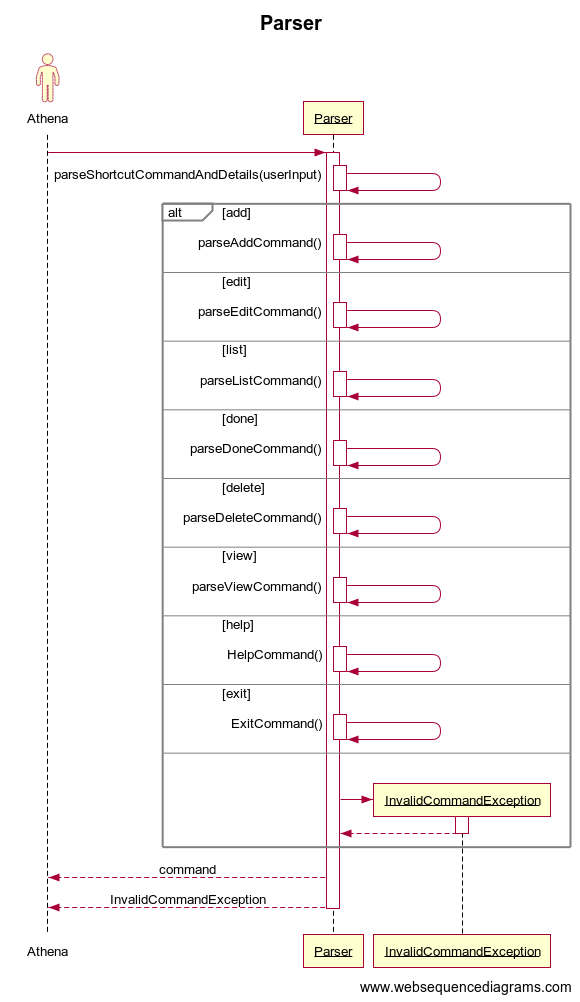 Parser
Athena
Parser
parseShortcutCommandAndDetails(userInput)
alt
[add]
parseAddCommand()
[edit]
parseEditCommand()
[list]
parseListCommand()
[done]
parseDoneCommand()
[delete]
parseDeleteCommand()
[view]
parseViewCommand()
[help]
HelpCommand()
[exit]
ExitCommand()
InvalidCommandException
command
InvalidCommandException
Athena
Parser
InvalidCommandException
www.websequencediagrams.com